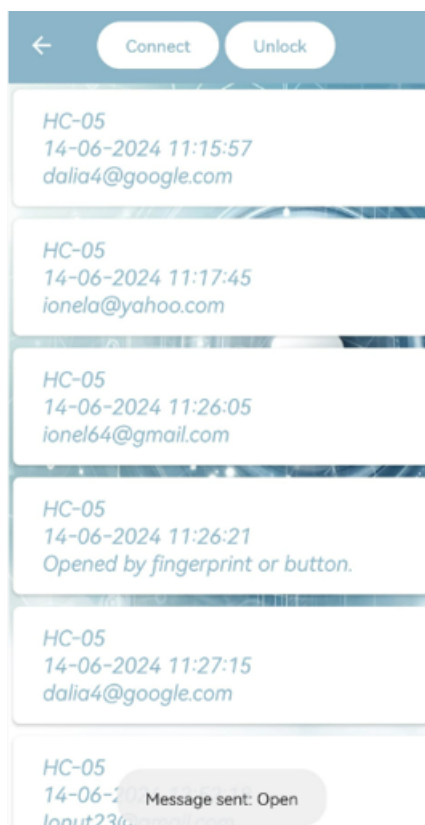 Connect Unlock
HC-05
14-06-2024 11:15:57
dalia4@google.com
HC-05
14-06-2024 11:17:45
ionela@yahoo.com
HC-05
14-06-2024 11:26:05
ionel64@gmail.com
HC-05
14-06-2024 11:26:21
Opened by fingerprint or button.
HC-05
14-06-2024 11:27:15
dalia4@google.com
HC-05
14-06-
Message sent: Open